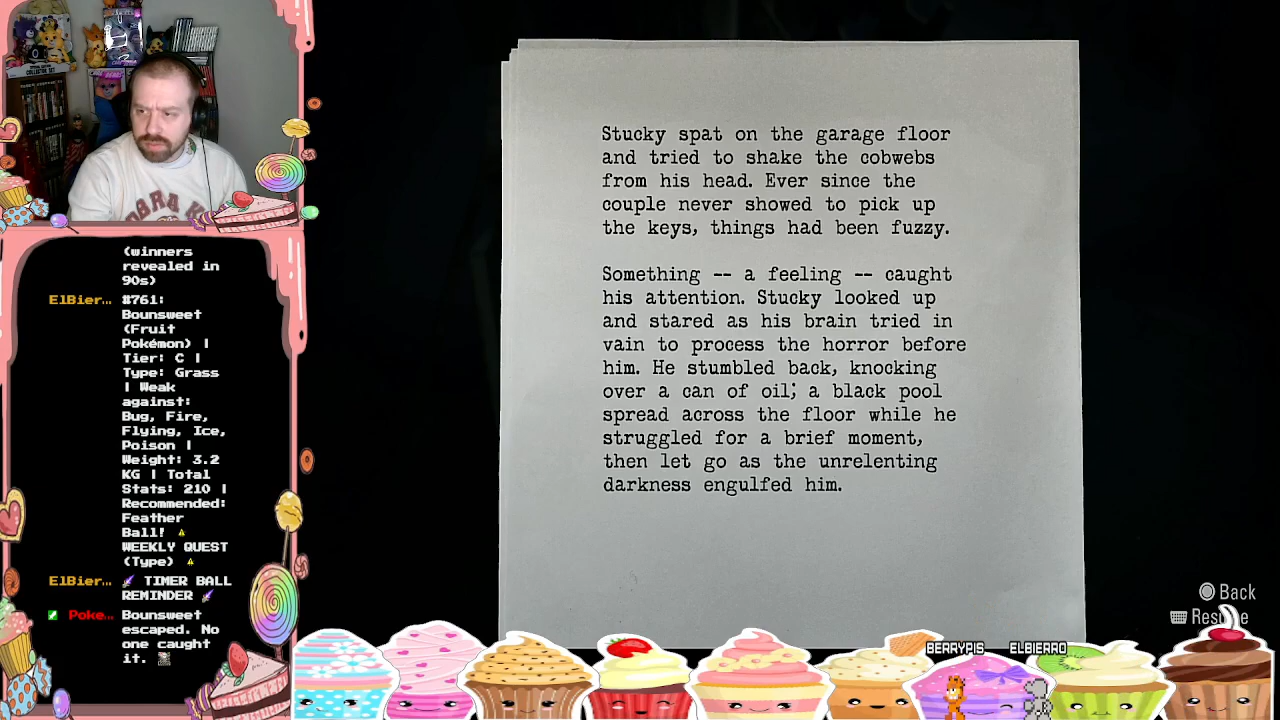 (winners
revealed in
90s)
ElBier... #761:
Bounsweet
(Fruit
Pokémon) |
Tier: C |
Type: Grass
| Weak
against:
Bug, Fire,
Flying, Ice,
Poison |
Weight: 3.2
KG | Total
Stats: 210 |
Recommended:
Feather
Ball!
WEEKLY QUEST
(Type)
ElBier... TIMER BALL
REMINDER
Poke... Bounsweet
escaped. No
one caught
it.
Stucky spat on the garage floor
and tried to shake the cobwebs
from his head. Ever since the
couple never showed to pick up
the keys, things had been fuzzy.
Something -- a feeling -- caught
his attention. Stucky looked up
and stared as his brain tried in
vain to process the horror before
him. He stumbled back, knocking
over a can of oil; a black pool
spread across the floor while he
struggled for a brief moment,
then let go as the unrelenting
darkness engulfed him.
Back
BERRYPIS ELBIERRO